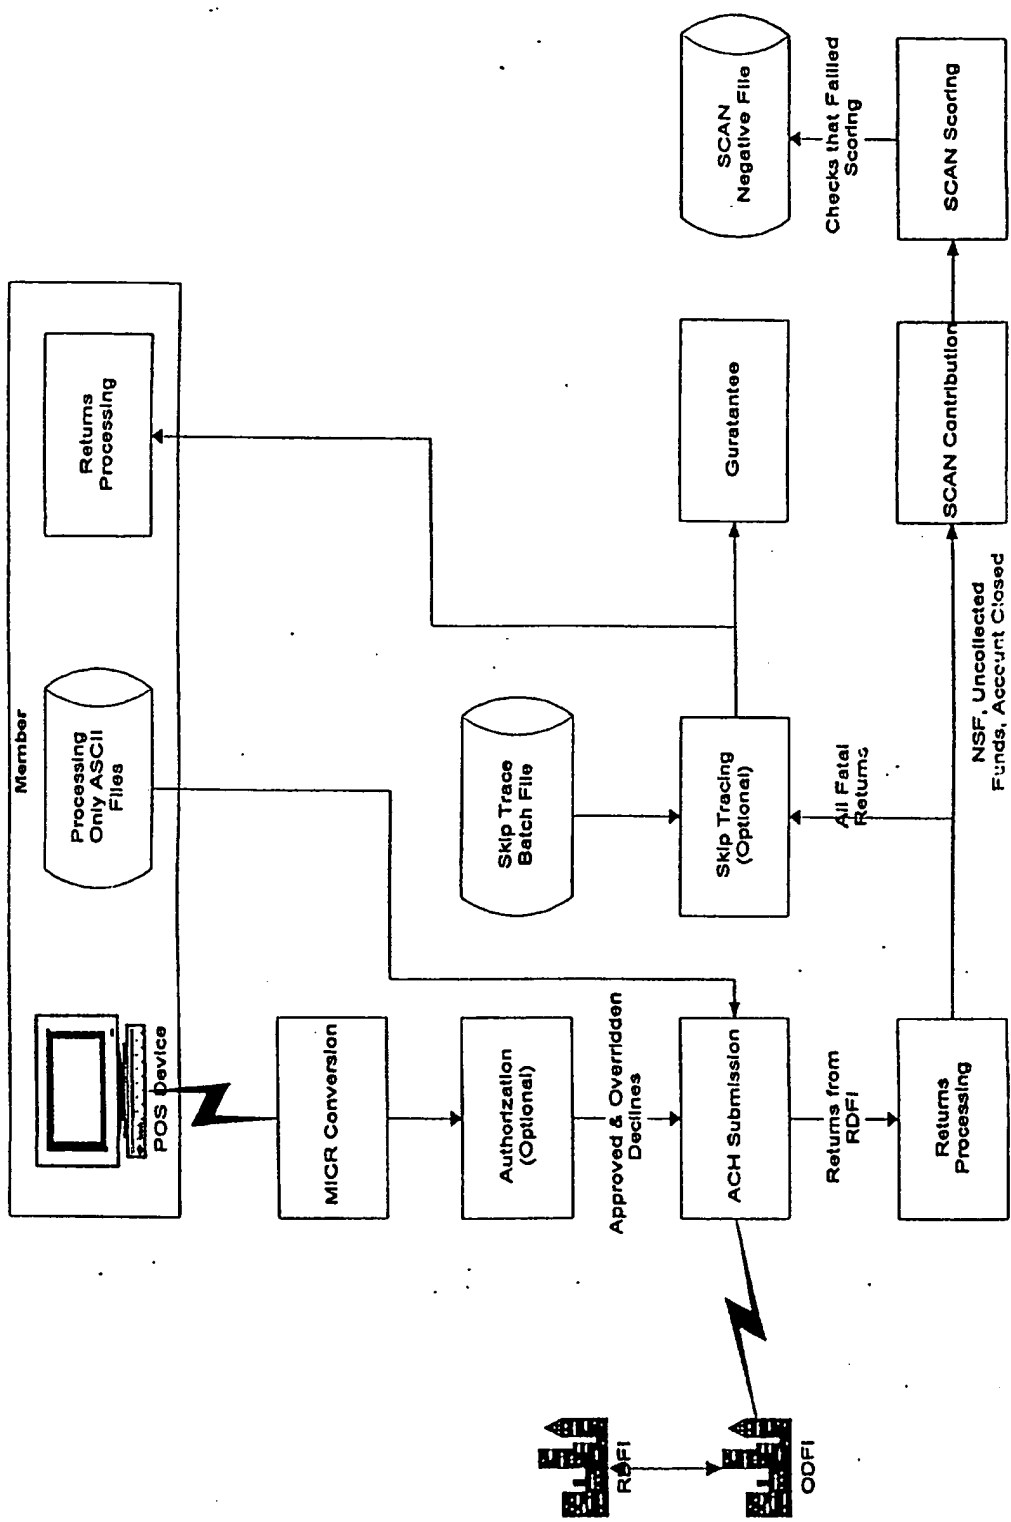 Member
POS Device
Processing
Only ASCII
Files
Returns
Processing
MICR Conversion
Authorization
(Optional)
Skip Trace
Batch File
Approved & Overridden
Declines
RDFI
ODFI
ACH Submission
Skip Tracing
(Optional)
Guratantee
SCAN
Negative File
Returns from
RDFI
All Fatal
Returns
Checks that Failled
Scoring
Returns
Processing
SCAN Contribution
SCAN Scoring
NSF, Uncollected
Funds, Account Closed